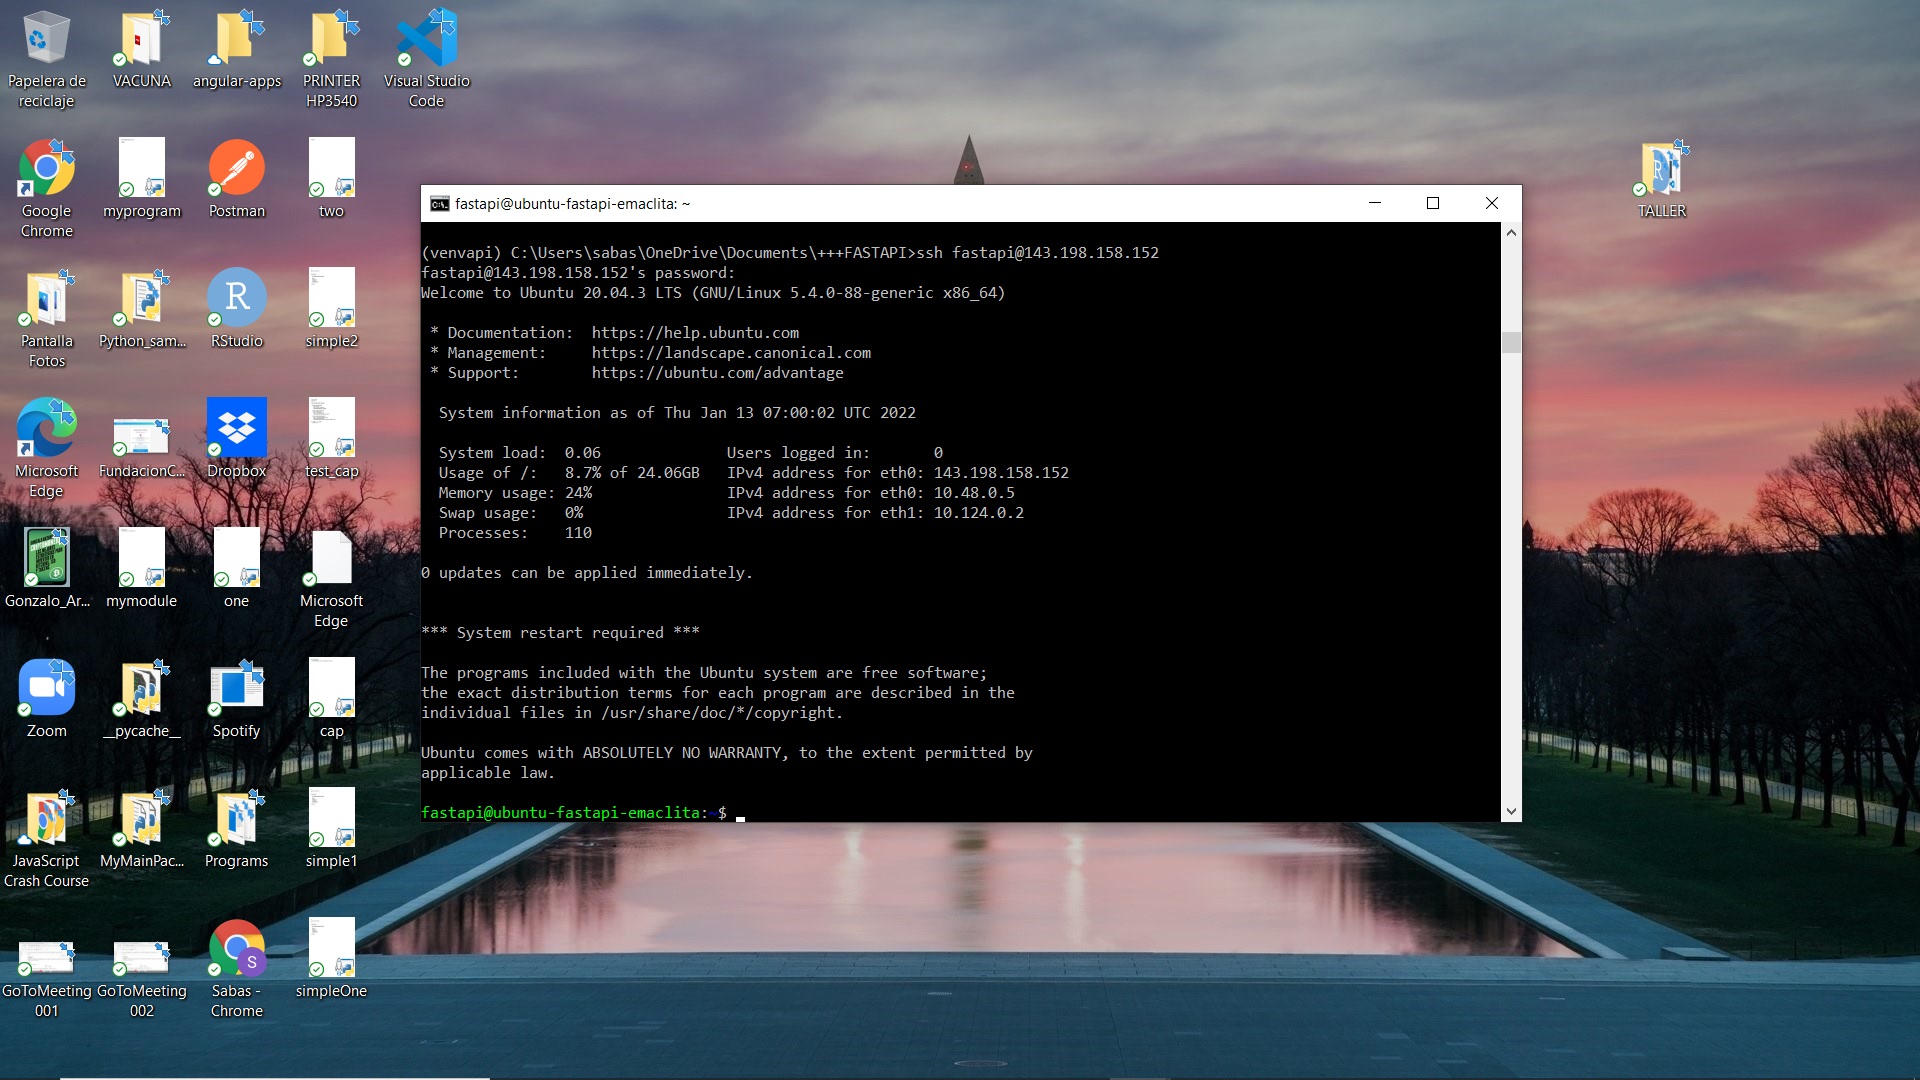 Papelera de
reciclaje
VACUNA
angular-apps
PRINTER
HP3540
Visual Studio
Code
Google
Chrome
myprogram
Postman
two
TALLER
Pantalla
Fotos
Python_sam...
R
RStudio
simple2
Microsoft
Edge
FundacionC...
Dropbox
test_cap
Gonzalo_Ar...
mymodule
one
Microsoft
Edge
Zoom
__pycache__
Spotify
cap
JavaScript
Crash Course
MyMainPac...
Programs
simple1
GoToMeeting
001
GoToMeeting
002
S
Sabas -
Chrome
simpleOne
fastapi@ubuntu-fastapi-emaclita: ~
(venvapi) C:\Users\sabas\OneDrive\Documents\+++FASTAPI>ssh fastapi@143.198.158.152
fastapi@143.198.158.152's password:
Welcome to Ubuntu 20.04.3 LTS (GNU/Linux 5.4.0-88-generic x86_64)
* Documentation: https://help.ubuntu.com
* Management: https://landscape.canonical.com
* Support: https://ubuntu.com/advantage
System information as of Thu Jan 13 07:00:02 UTC 2022
System load: 0.06 Users logged in: 0
Usage of /: 8.7% of 24.06GB IPv4 address for eth0: 143.198.158.152
Memory usage: 24% IPv4 address for eth0: 10.48.0.5
Swap usage: 0% IPv4 address for eth1: 10.124.0.2
Processes: 110
0 updates can be applied immediately.
*** System restart required ***
The programs included with the Ubuntu system are free software;
the exact distribution terms for each program are described in the
individual files in /usr/share/doc/*/copyright.
Ubuntu comes with ABSOLUTELY NO WARRANTY, to the extent permitted by
applicable law.
fastapi@ubuntu-fastapi-emaclita:~$